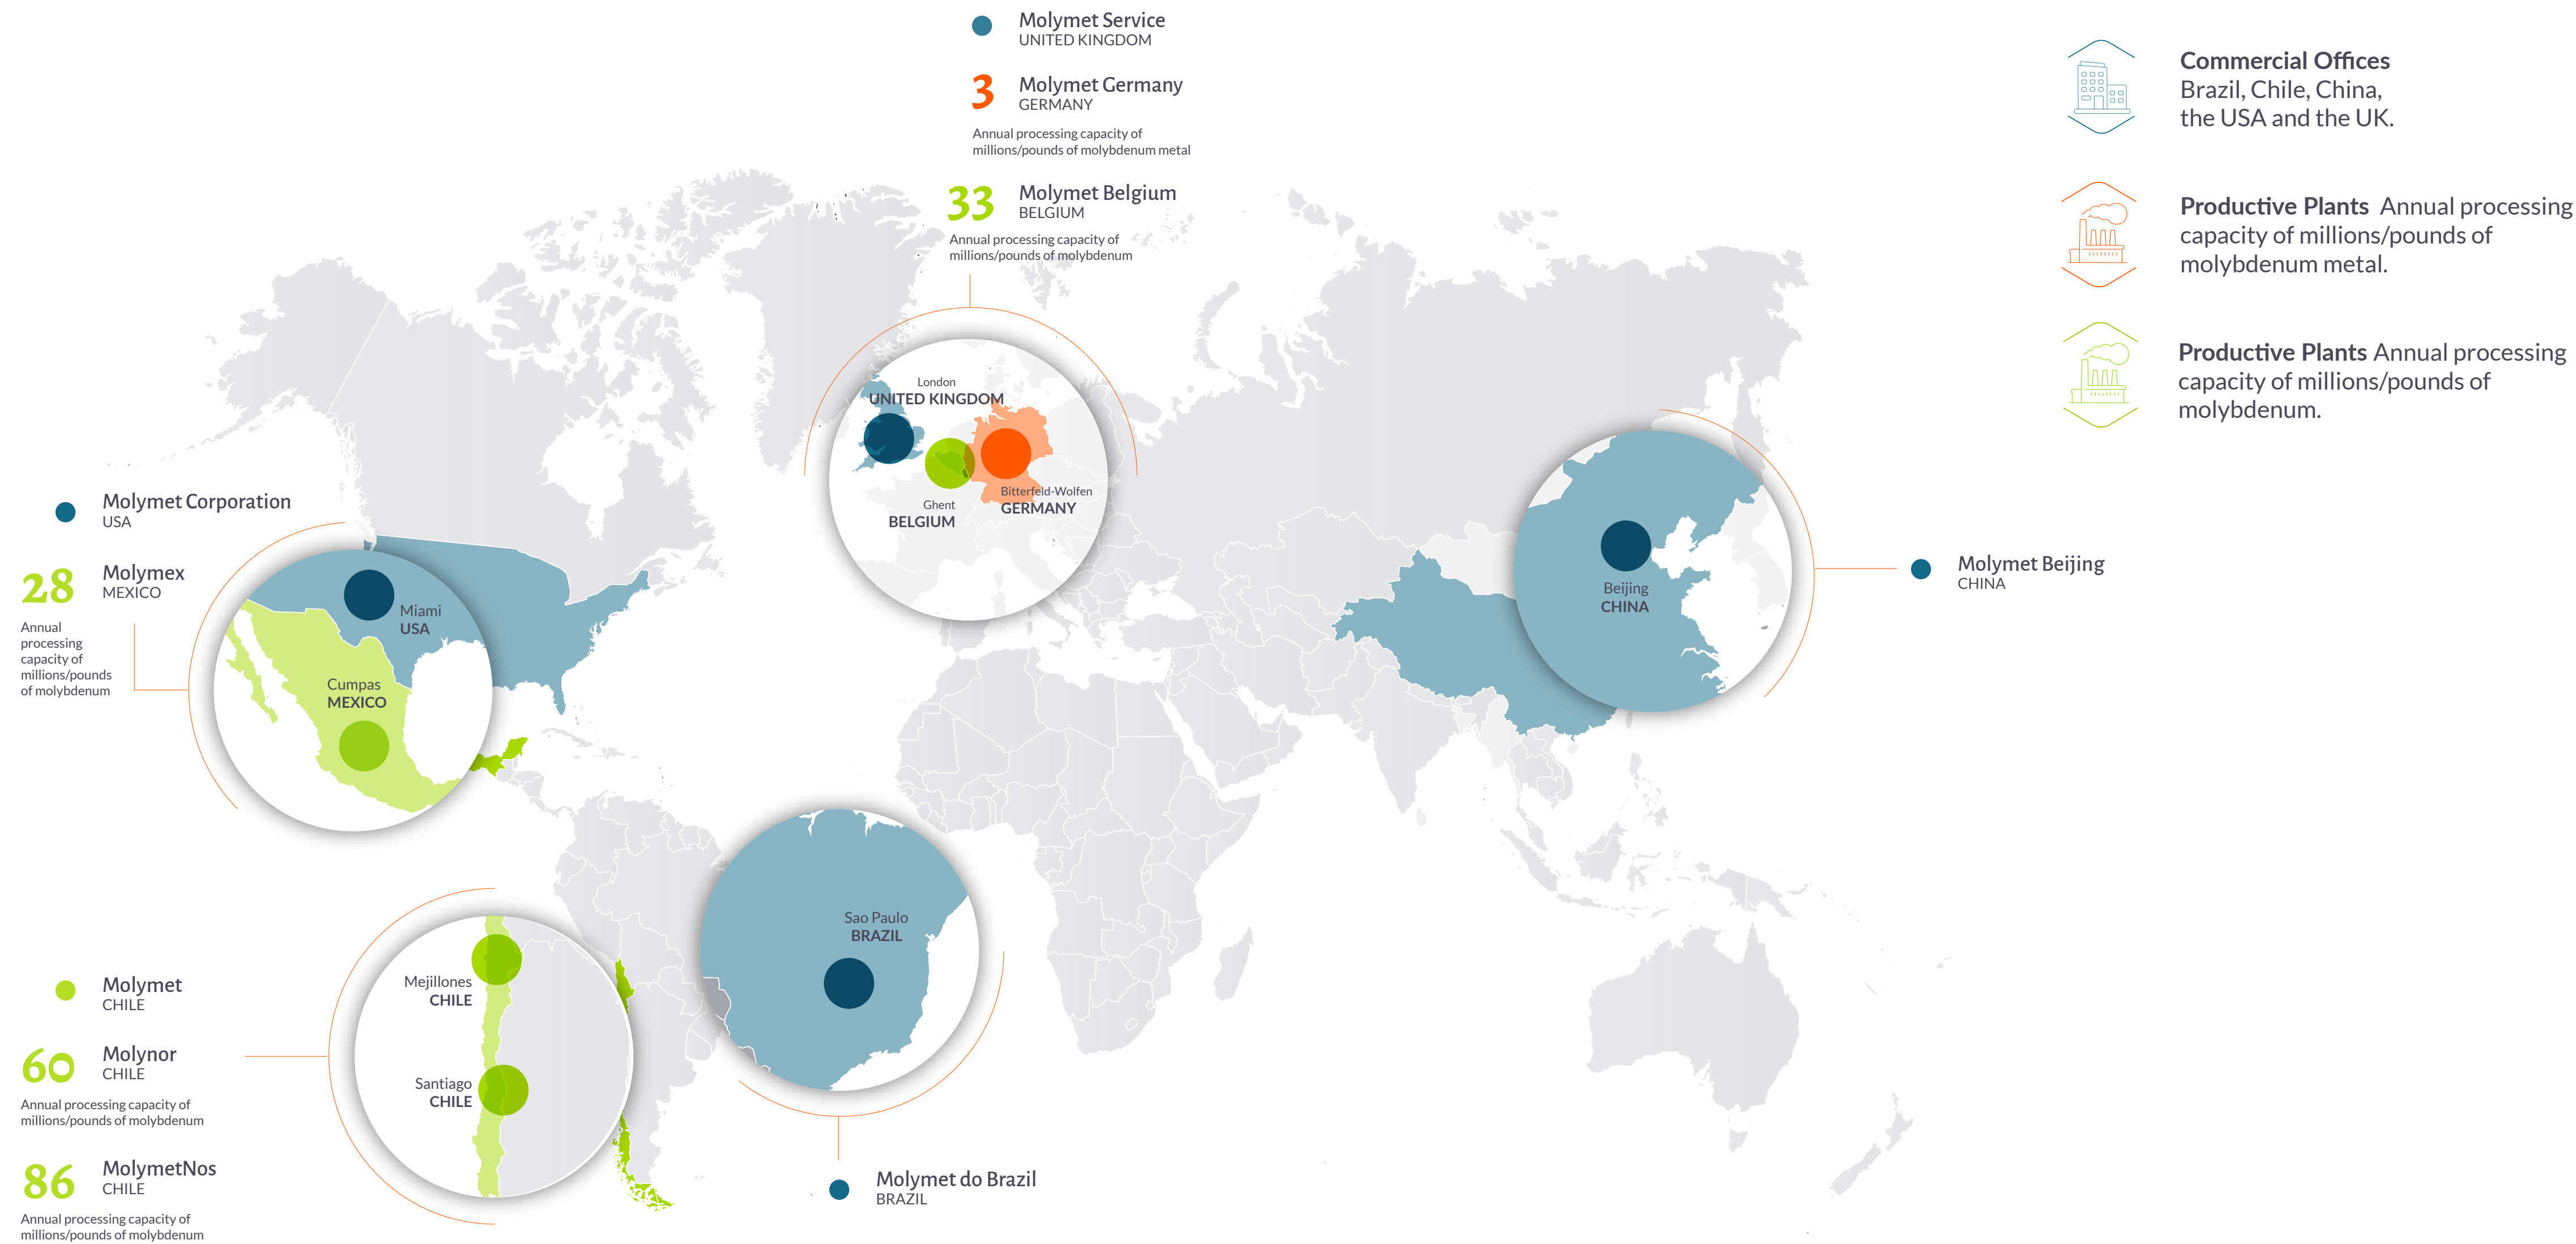 Molymet Service
UNITED KINGDOM
3
Molymet Germany
GERMANY
Annual processing capacity of
millions/pounds of molybdenum metal
33
Molymet Belgium
BELGIUM
Annual processing capacity of
millions/pounds of molybdenum
Commercial Offices
Brazil, Chile, China,
the USA and the UK.
Productive Plants Annual processing
capacity of millions/pounds of
molybdenum metal.
Productive Plants Annual processing
capacity of millions/pounds of
molybdenum.
London
UNITED KINGDOM
Ghent
BELGIUM
Bitterfeld-Wolfen
GERMANY
Molymet Corporation
USA
28
Molymex
MEXICO
Annual
processing
capacity of
millions/pounds
of molybdenum
Miami
USA
Cumpas
MEXICO
Beijing
CHINA
Molymet Beijing
CHINA
Sao Paulo
BRAZIL
Molymet do Brazil
BRAZIL
Mejillones
CHILE
Santiago
CHILE
Molymet
CHILE
60
Molynor
CHILE
Annual processing capacity of
millions/pounds of molybdenum
86
MolymetNos
CHILE
Annual processing capacity of
millions/pounds of molybdenum